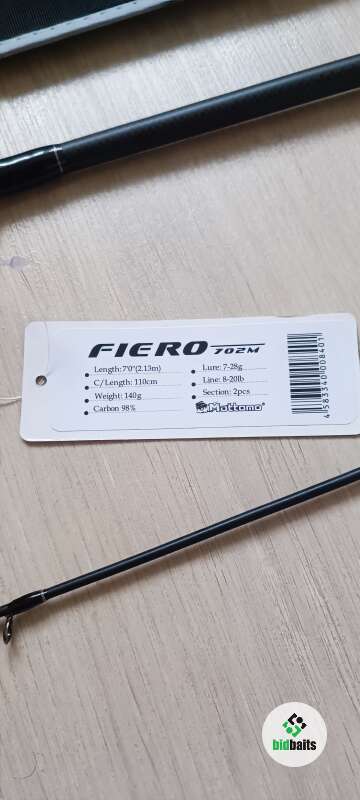 FIERO 702M
Length: 7'0"(2.13m)
C/Length: 110cm
Weight: 140g
Carbon 98%
Lure: 7-28g
Line: 8-20lb
Section: 2pcs
Mottomo
4583340008401
bidbaits